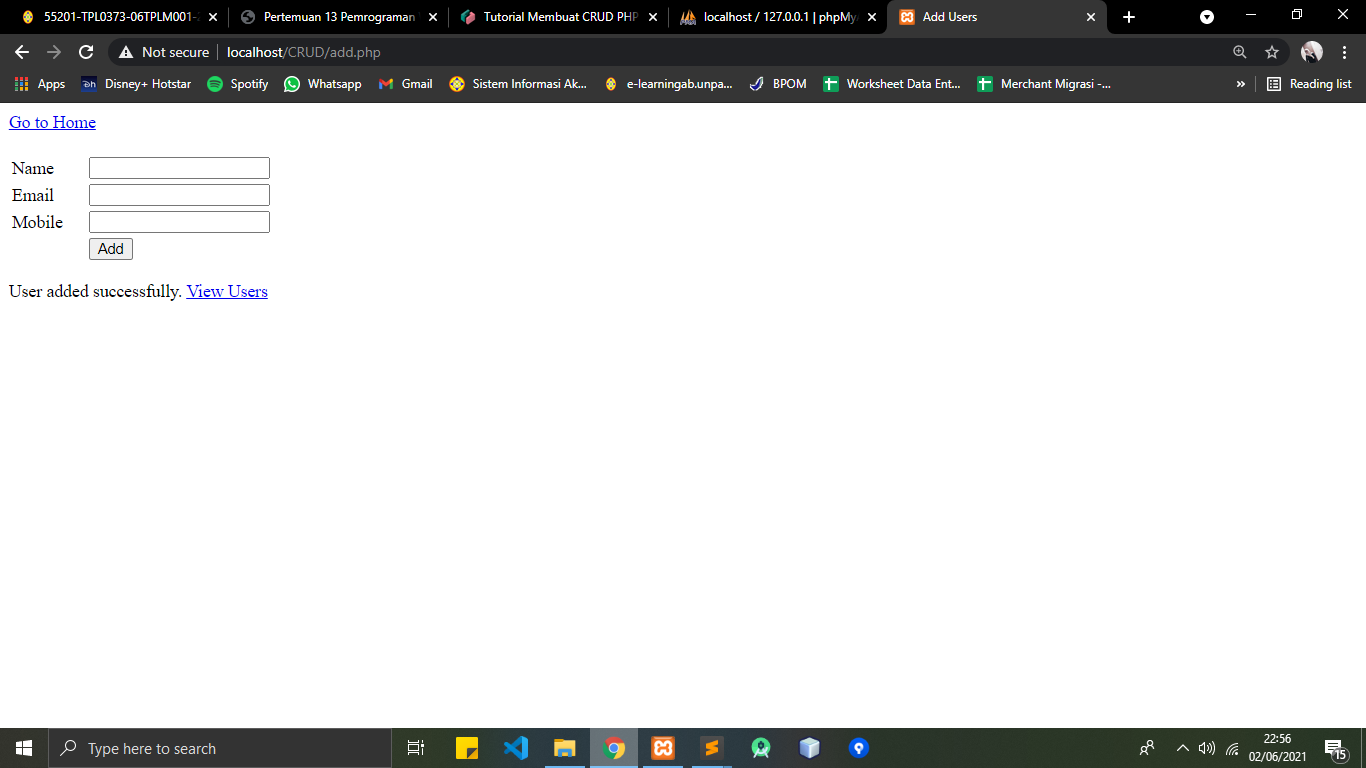 55201-TPL0373-06TPLM001- Pertemuan 13 Pemrograman Tutorial Membuat CRUD PHP localhost / 127.0.0.1 | phpMy Add Users
Not secure localhost/CRUD/add.php
Apps Disney+ Hotstar Spotify Whatsapp Gmail Sistem Informasi Ak... e-learningab.unpa... BPOM Worksheet Data Ent... Merchant Migrasi -... » Reading list
Go to Home
Name
Email
Mobile
Add
User added successfully. View Users
Type here to search
22:56
02/06/2021
15